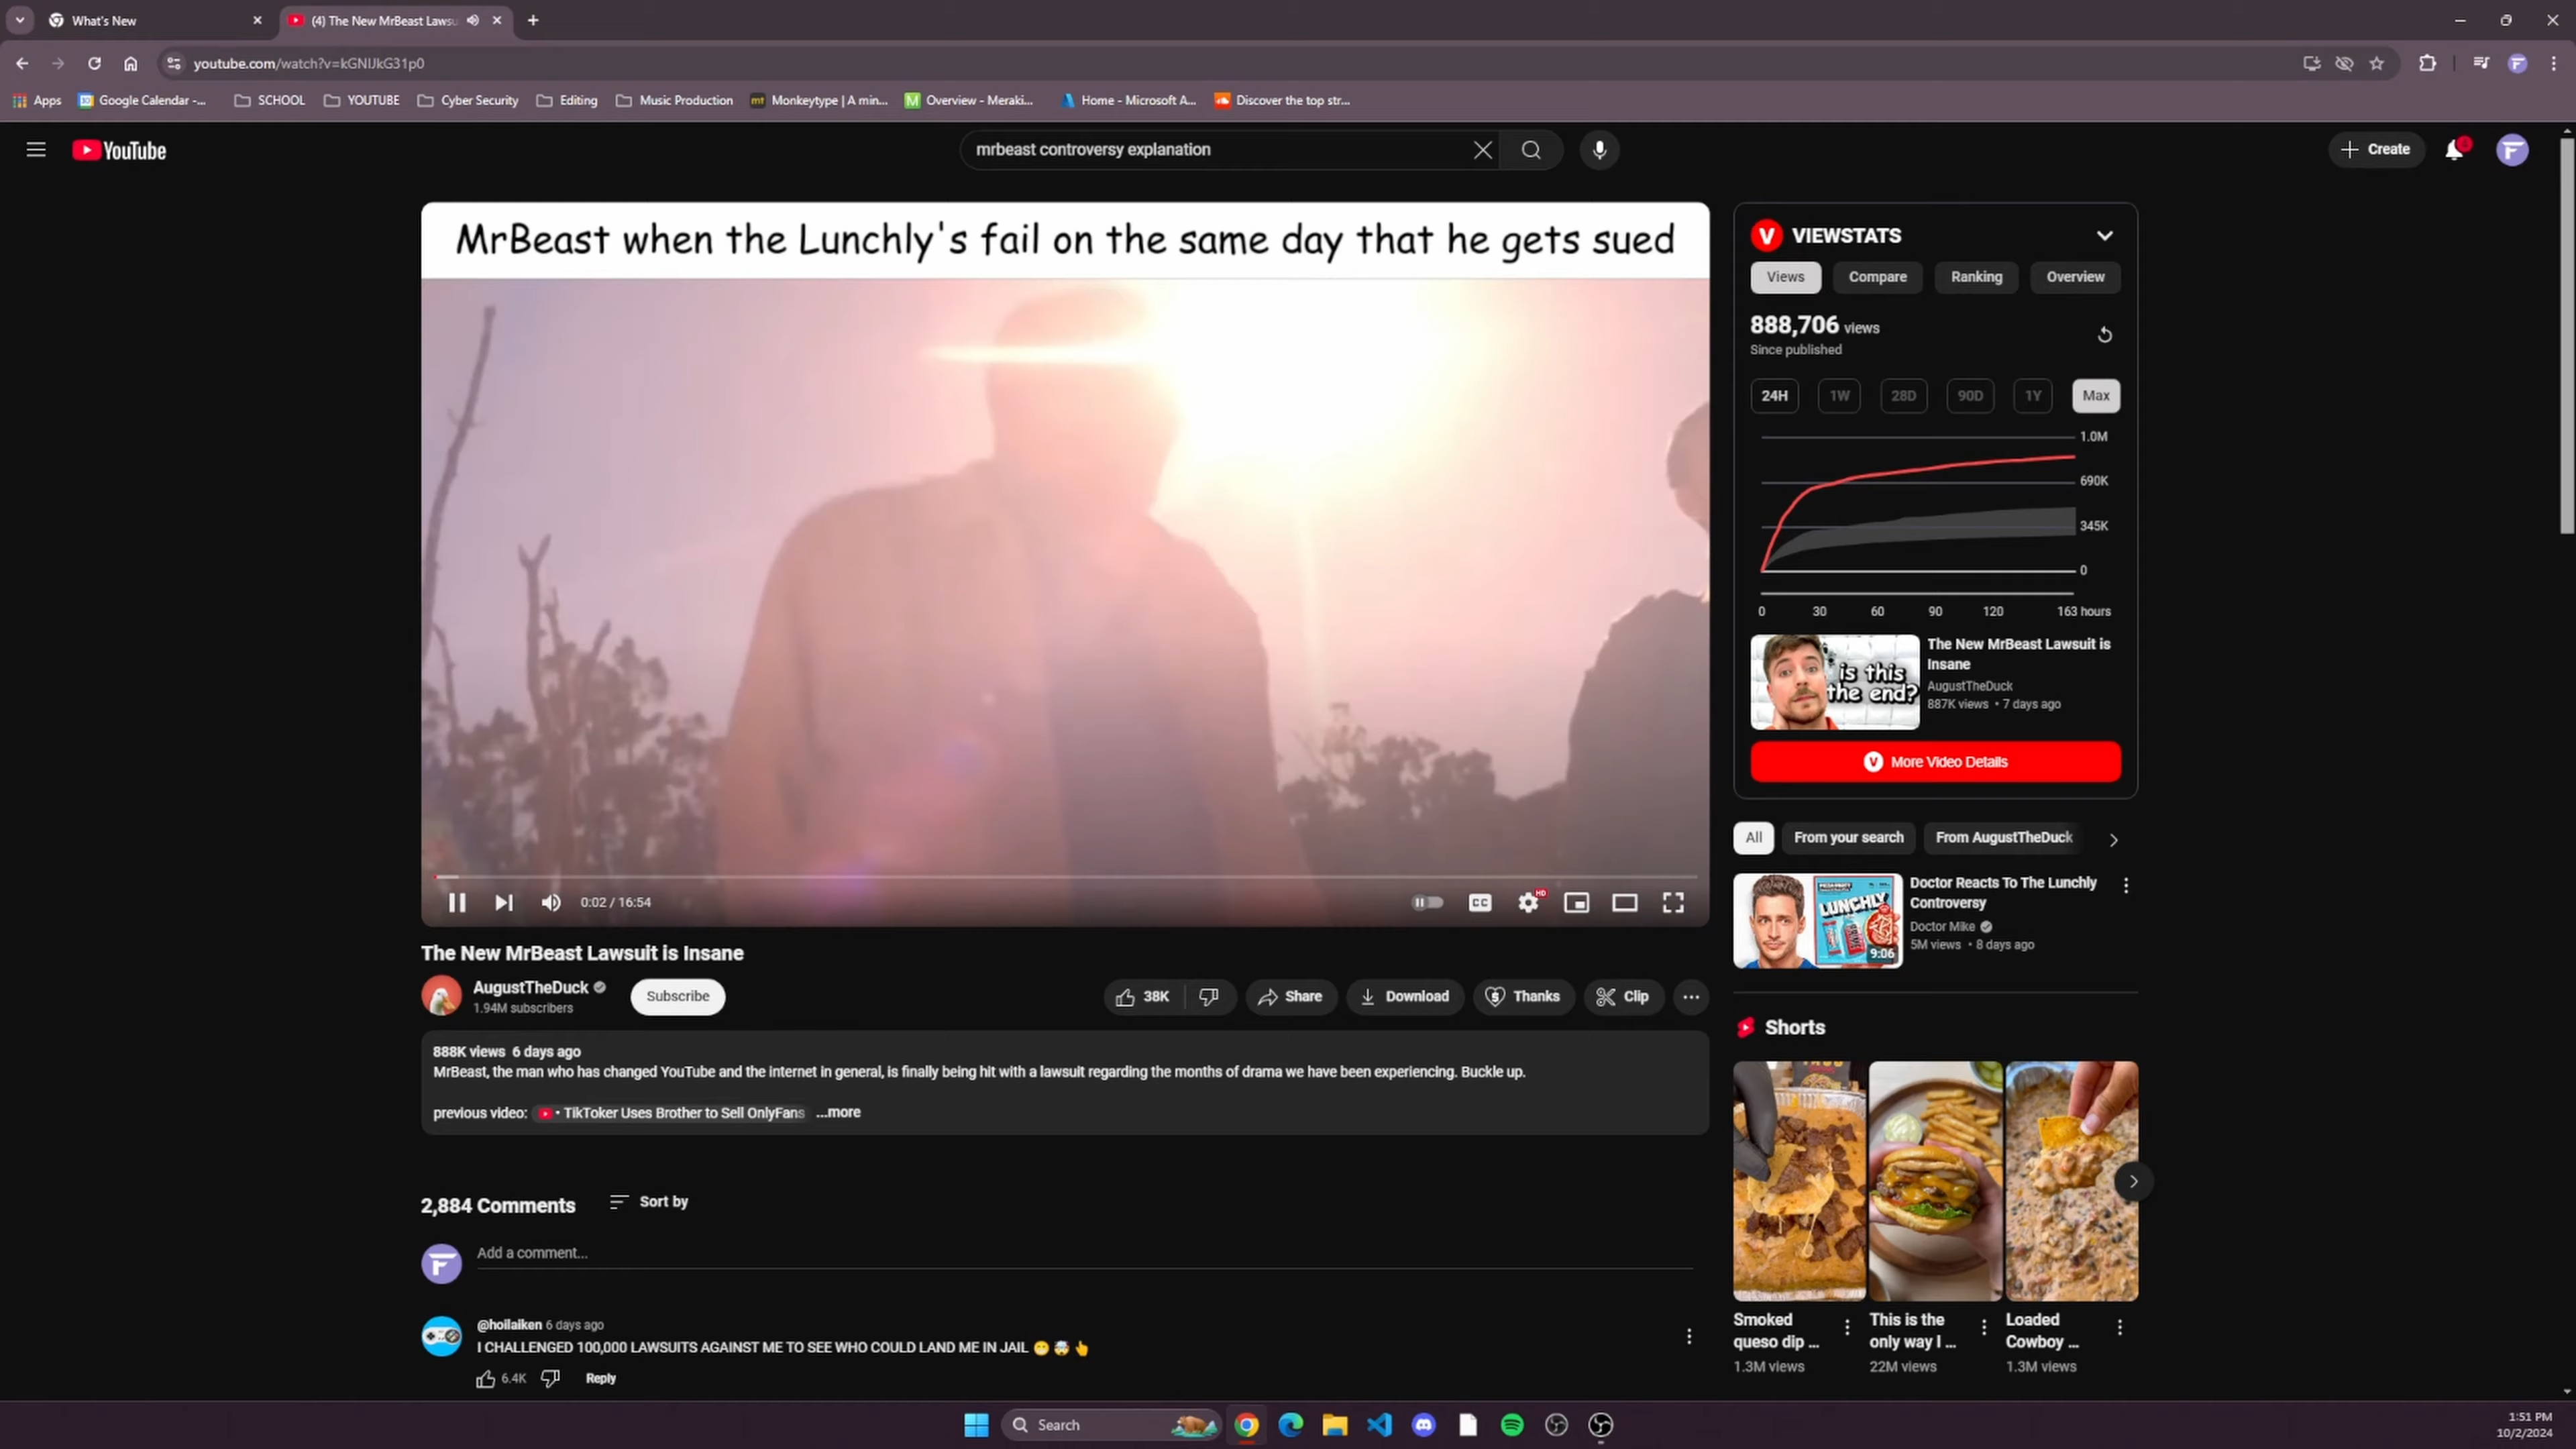 What's New
(4) The New MrBeast Lawsu
youtube.com/watch?v=kGNlJkG31p0
Apps
Google Calendar -...
SCHOOL
YOUTUBE
Cyber Security
Editing
Music Production
mt
Monkeytype | A min...
M
Overview - Meraki...
Home - Microsoft A...
Discover the top str...
YouTube
mrbeast controversy explanation
Create
F
MrBeast when the Lunchly's fail on the same day that he gets sued
0:02 / 16:54
CC
HD
The New MrBeast Lawsuit is Insane
AugustTheDuck
1.94M subscribers
Subscribe
38K
Share
Download
Thanks
Clip
888K views 6 days ago
MrBeast, the man who has changed YouTube and the internet in general, is finally being hit with a lawsuit regarding the months of drama we have been experiencing. Buckle up.
previous video: • TikToker Uses Brother to Sell OnlyFans ...more
2,884 Comments
Sort by
F
Add a comment...
@hoilaiken 6 days ago
I CHALLENGED 100,000 LAWSUITS AGAINST ME TO SEE WHO COULD LAND ME IN JAIL 😁 🤯 👆
6.4K
Reply
V VIEWSTATS
Views
Compare
Ranking
Overview
888,706 views
Since published
24H
1W
28D
90D
1Y
Max
1.0M
690K
345K
0
0
30
60
90
120
163 hours
is this
the end?
The New MrBeast Lawsuit is
Insane
AugustTheDuck
887K views • 7 days ago
V More Video Details
All
From your search
From AugustTheDuck
LUNCHLY
9:06
Doctor Reacts To The Lunchly
Controversy
Doctor Mike
5M views • 8 days ago
Shorts
Smoked
queso dip ...
1.3M views
This is the
only way I ...
22M views
Loaded
Cowboy ...
1.3M views
Search
1:51 PM
10/2/2024